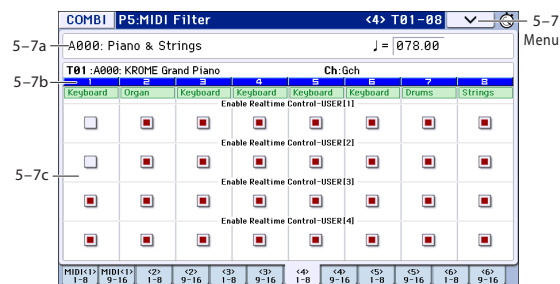 COMBI P5:MIDI Filter <4> T01-08
5–7
Menu
5–7a
A000: Piano & Strings ♩= 078.00
T01 :A000: KROME Grand Piano Ch:Gch
5–7b
1 2 3 4 5 6 7 8
Keyboard Organ Keyboard Keyboard Keyboard Keyboard Drums Strings
Enable Realtime Control-USER[1]
Enable Realtime Control-USER[2]
5–7c
Enable Realtime Control-USER[3]
Enable Realtime Control-USER[4]
MIDI<1> MIDI<1> <2> <2> <3> <3> <4> <4> <5> <5> <6> <6>
1-8 9-16 1-8 9-16 1-8 9-16 1-8 9-16 1-8 9-16 1-8 9-16